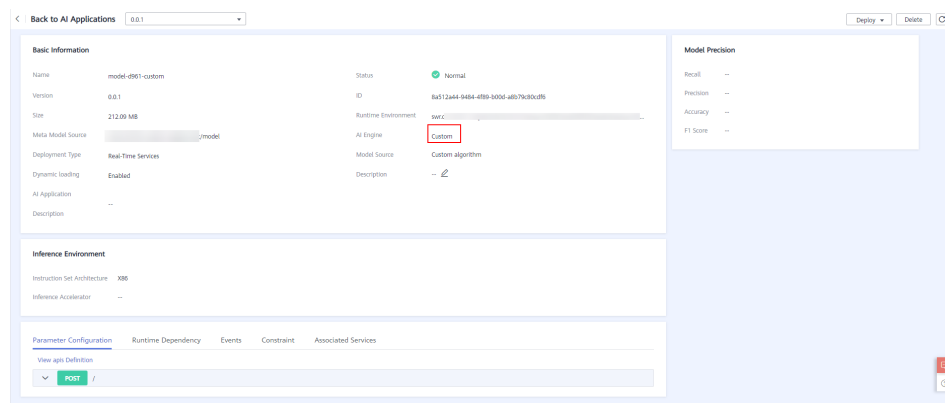 Back to AI Applications 0.0.1 Deploy Delete
Basic Information
Name model-d961-custom Status Normal
Version 0.0.1 ID 8a512a44-9484-4f89-b00d-a8b79c80cdf6
Size 212.09 MB Runtime Environment swr.c ...
Meta Model Source /model AI Engine Custom
Deployment Type Real-Time Services Model Source Custom algorithm
Dynamic loading Enabled Description --
AI Application
Description --
Model Precision
Recall --
Precision --
Accuracy --
F1 Score --
Inference Environment
Instruction Set Architecture X86
Inference Accelerator --
Parameter Configuration Runtime Dependency Events Constraint Associated Services
View apis Definition
POST /